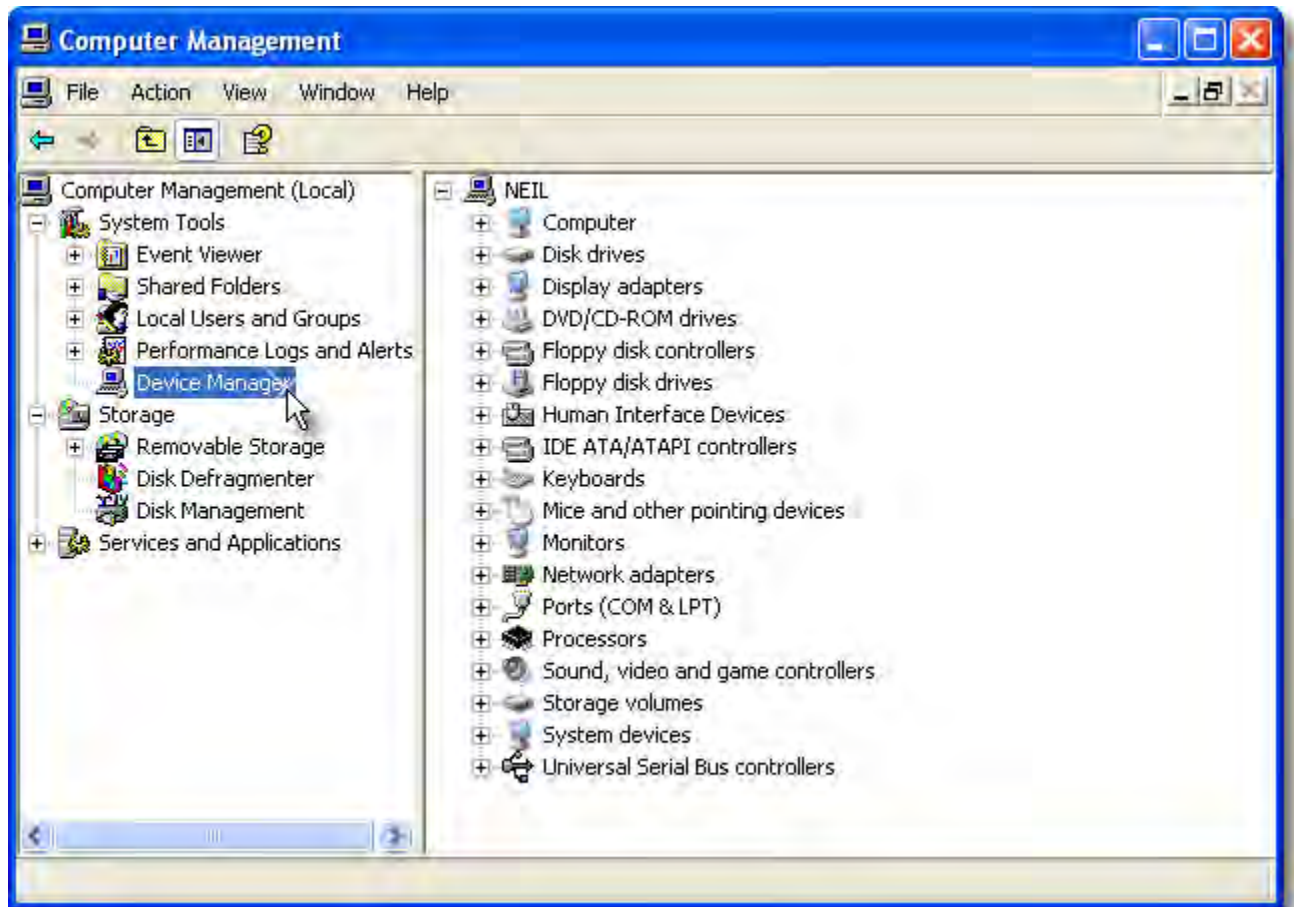 Computer Management
File Action View Window Help
Computer Management (Local)
System Tools
Event Viewer
Shared Folders
Local Users and Groups
Performance Logs and Alerts
Device Manager
Storage
Removable Storage
Disk Defragmenter
Disk Management
Services and Applications
NEIL
Computer
Disk drives
Display adapters
DVD/CD-ROM drives
Floppy disk controllers
Floppy disk drives
Human Interface Devices
IDE ATA/ATAPI controllers
Keyboards
Mice and other pointing devices
Monitors
Network adapters
Ports (COM & LPT)
Processors
Sound, video and game controllers
Storage volumes
System devices
Universal Serial Bus controllers